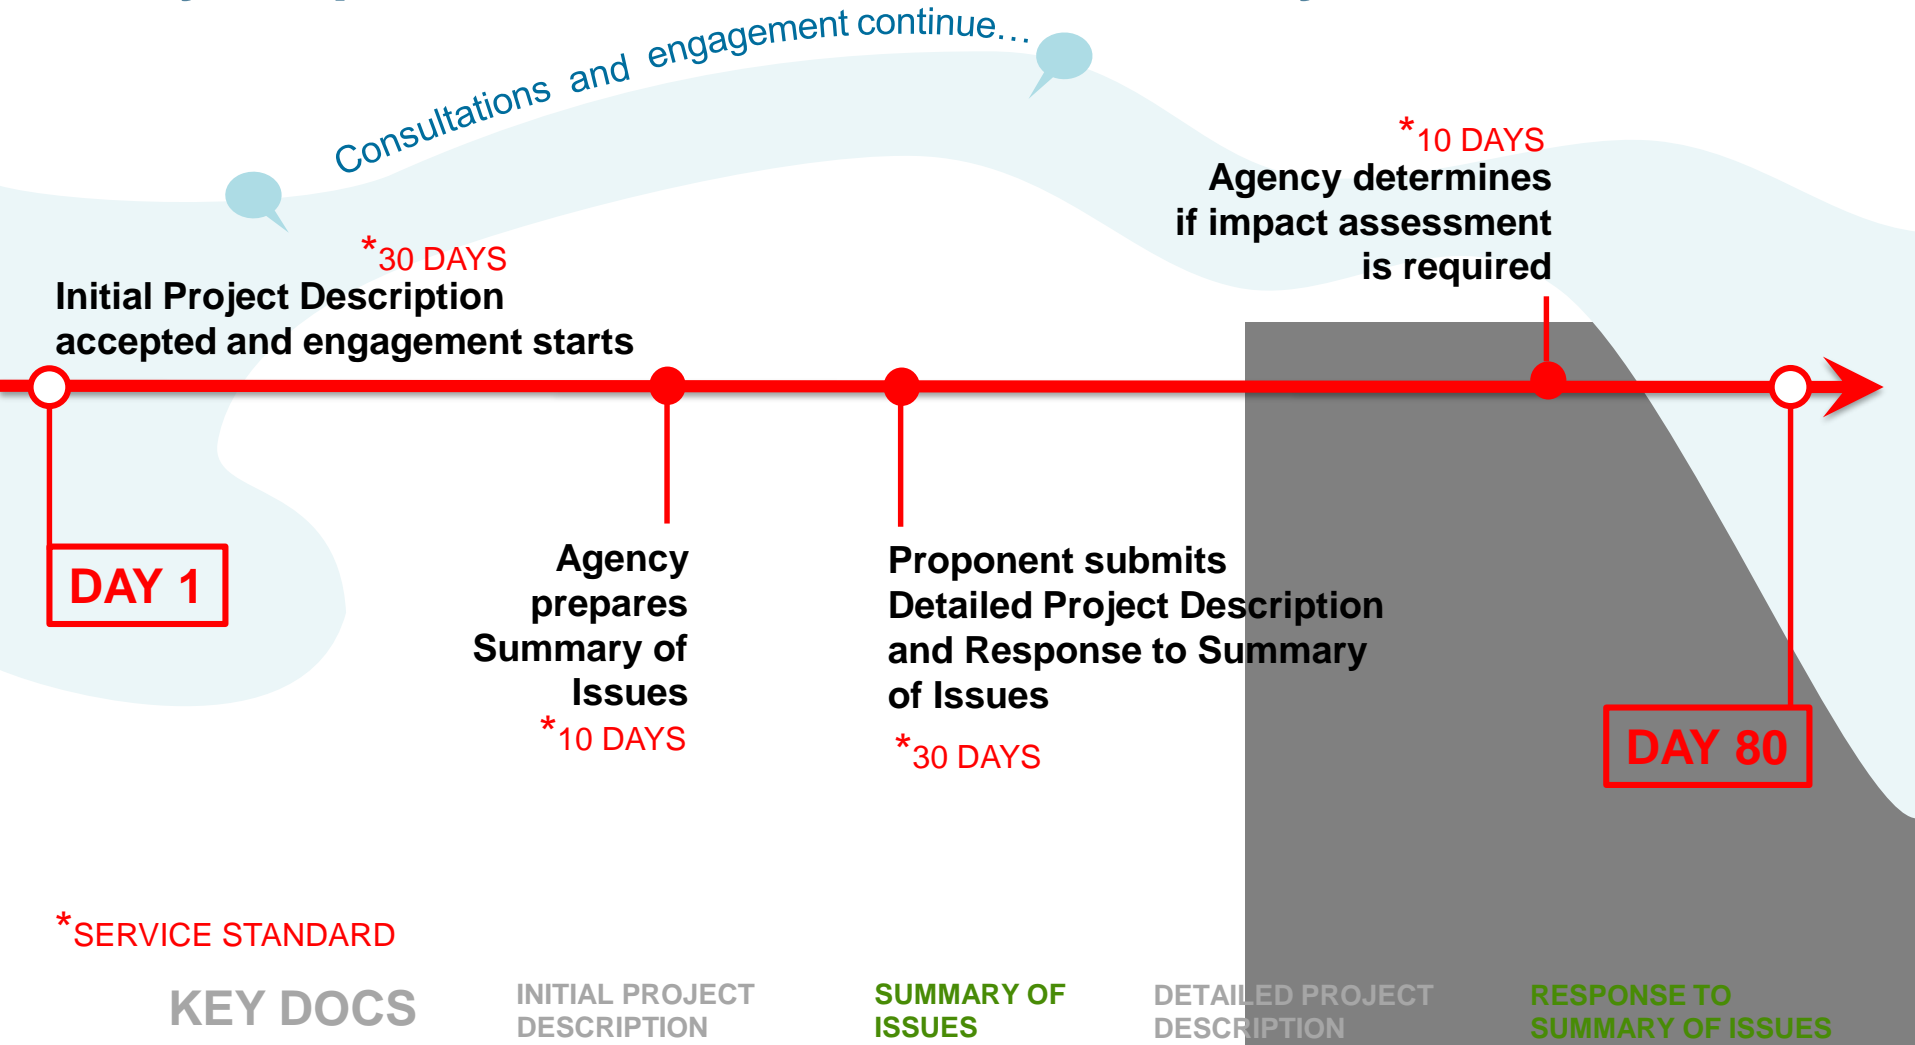 Consultations and engagement continue...
*10 DAYS
Agency determines
if impact assessment
is required
*30 DAYS
Initial Project Description
accepted and engagement starts
DAY 1
Agency
prepares
Summary of
Issues
*10 DAYS
Proponent submits
Detailed Project Description
and Response to Summary
of Issues
*30 DAYS
DAY 80
*SERVICE STANDARD
KEY DOCS
INITIAL PROJECT
DESCRIPTION
SUMMARY OF
ISSUES
DETAILED PROJECT
DESCRIPTION
RESPONSE TO
SUMMARY OF ISSUES